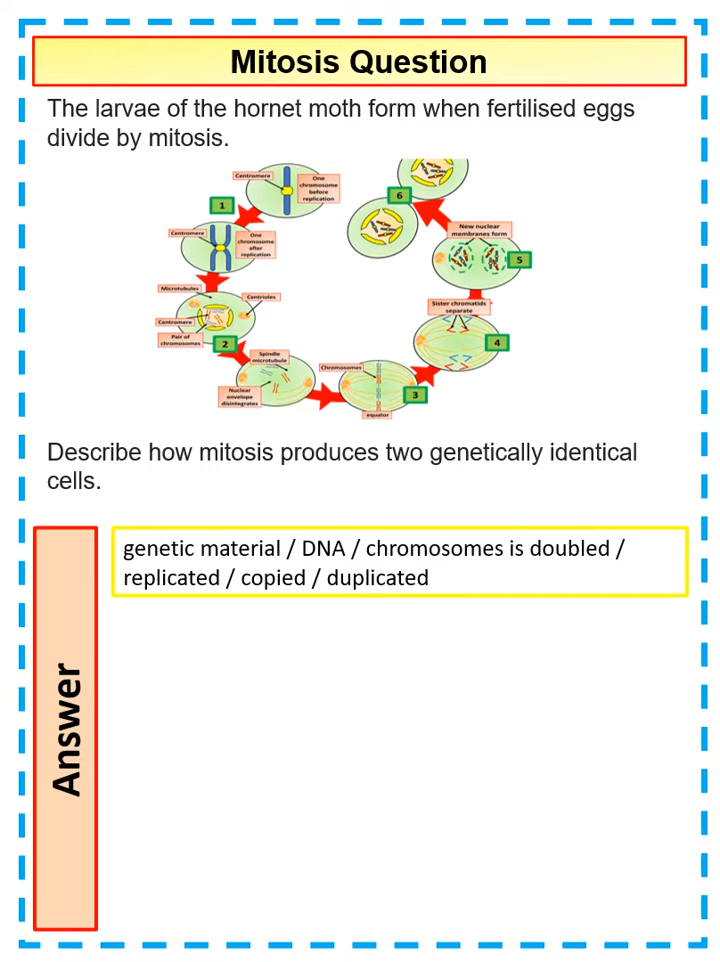 Mitosis Question
The larvae of the hornet moth form when fertilised eggs
divide by mitosis.
Centromere
One
chromosome
before
replication
1
Centromere
One
chromosome
after
replication
Microtubules
Centrioles
Centromere
Pair of
chromosomes
2
Spindle
microtubule
Nuclear
envelope
disintegrates
Chromosomes
equator
3
4
Sister chromatids
separate
5
New nuclear
membranes form
6
Describe how mitosis produces two genetically identical
cells.
Answer
genetic material / DNA / chromosomes is doubled /
replicated / copied / duplicated